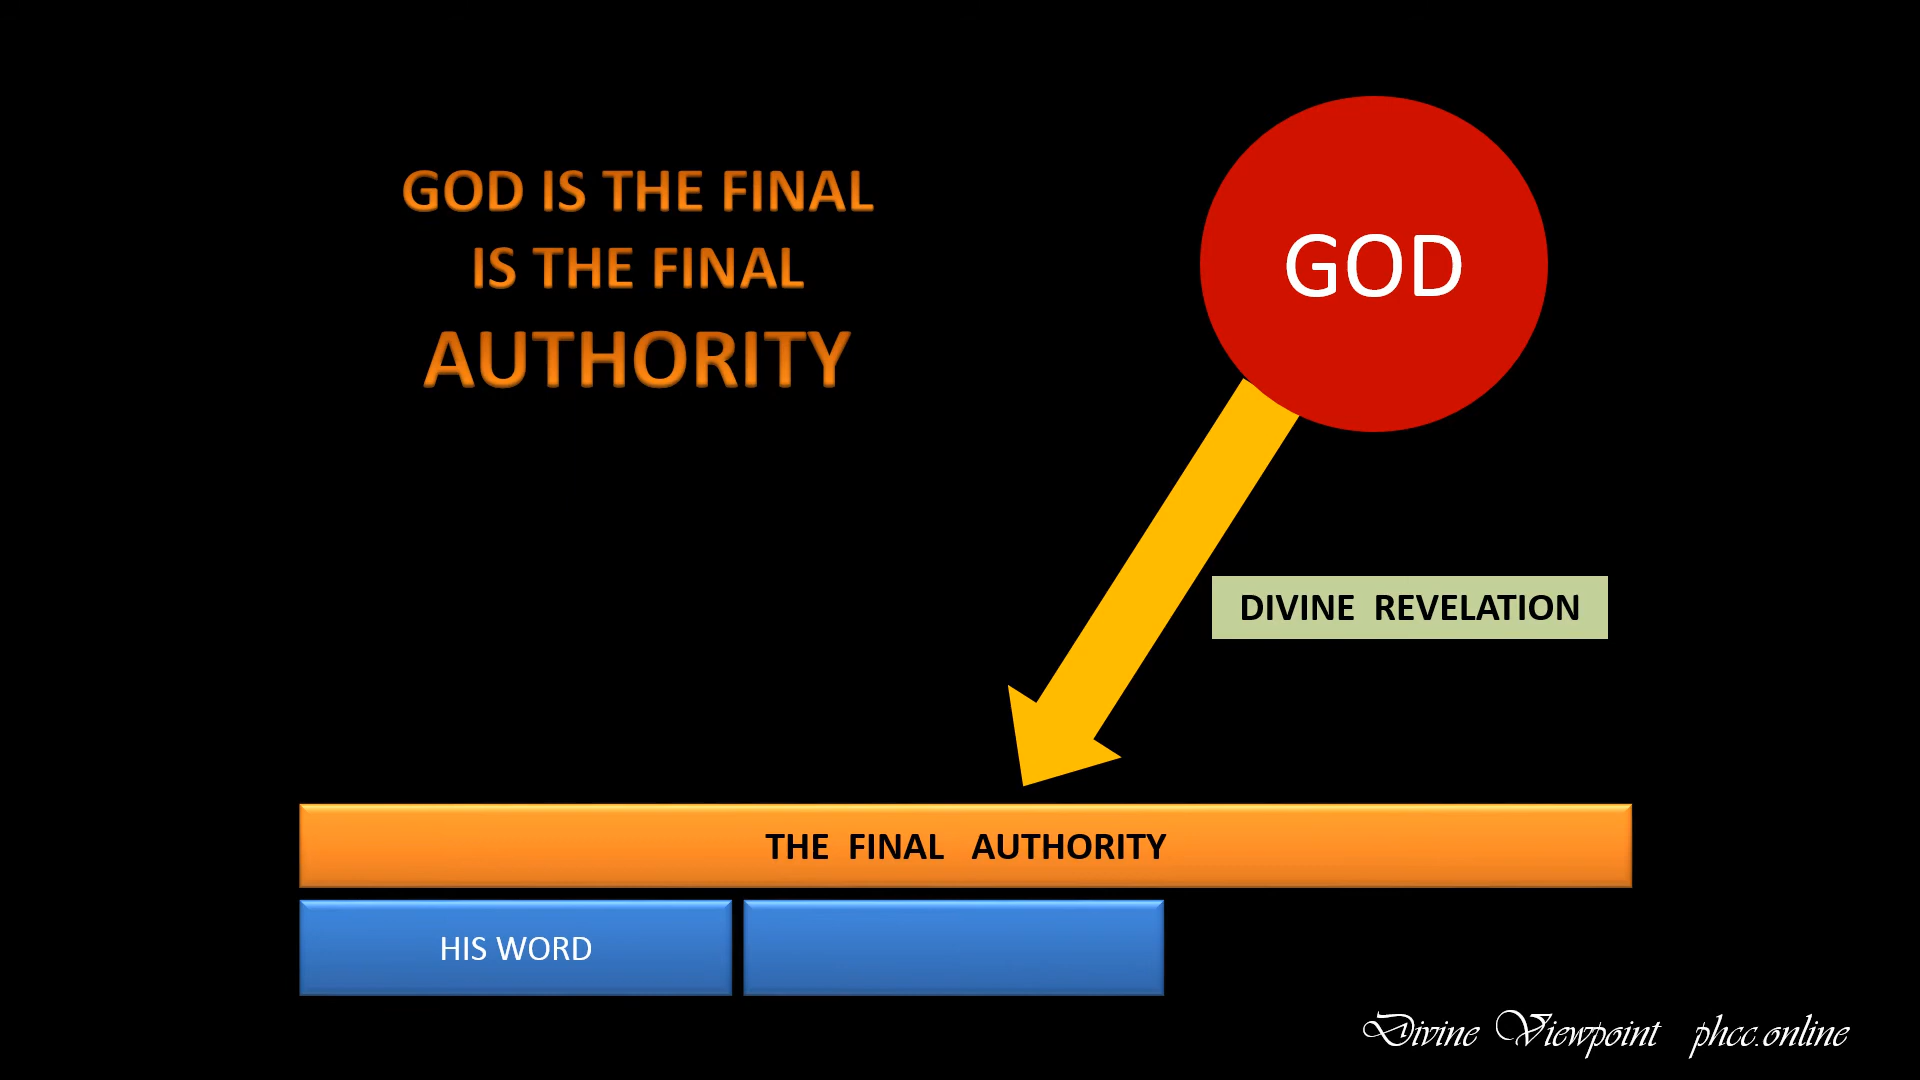 GOD IS THE FINAL
IS THE FINAL
AUTHORITY
GOD
DIVINE REVELATION
THE FINAL AUTHORITY
HIS WORD
Divine Viewpoint phcc.online